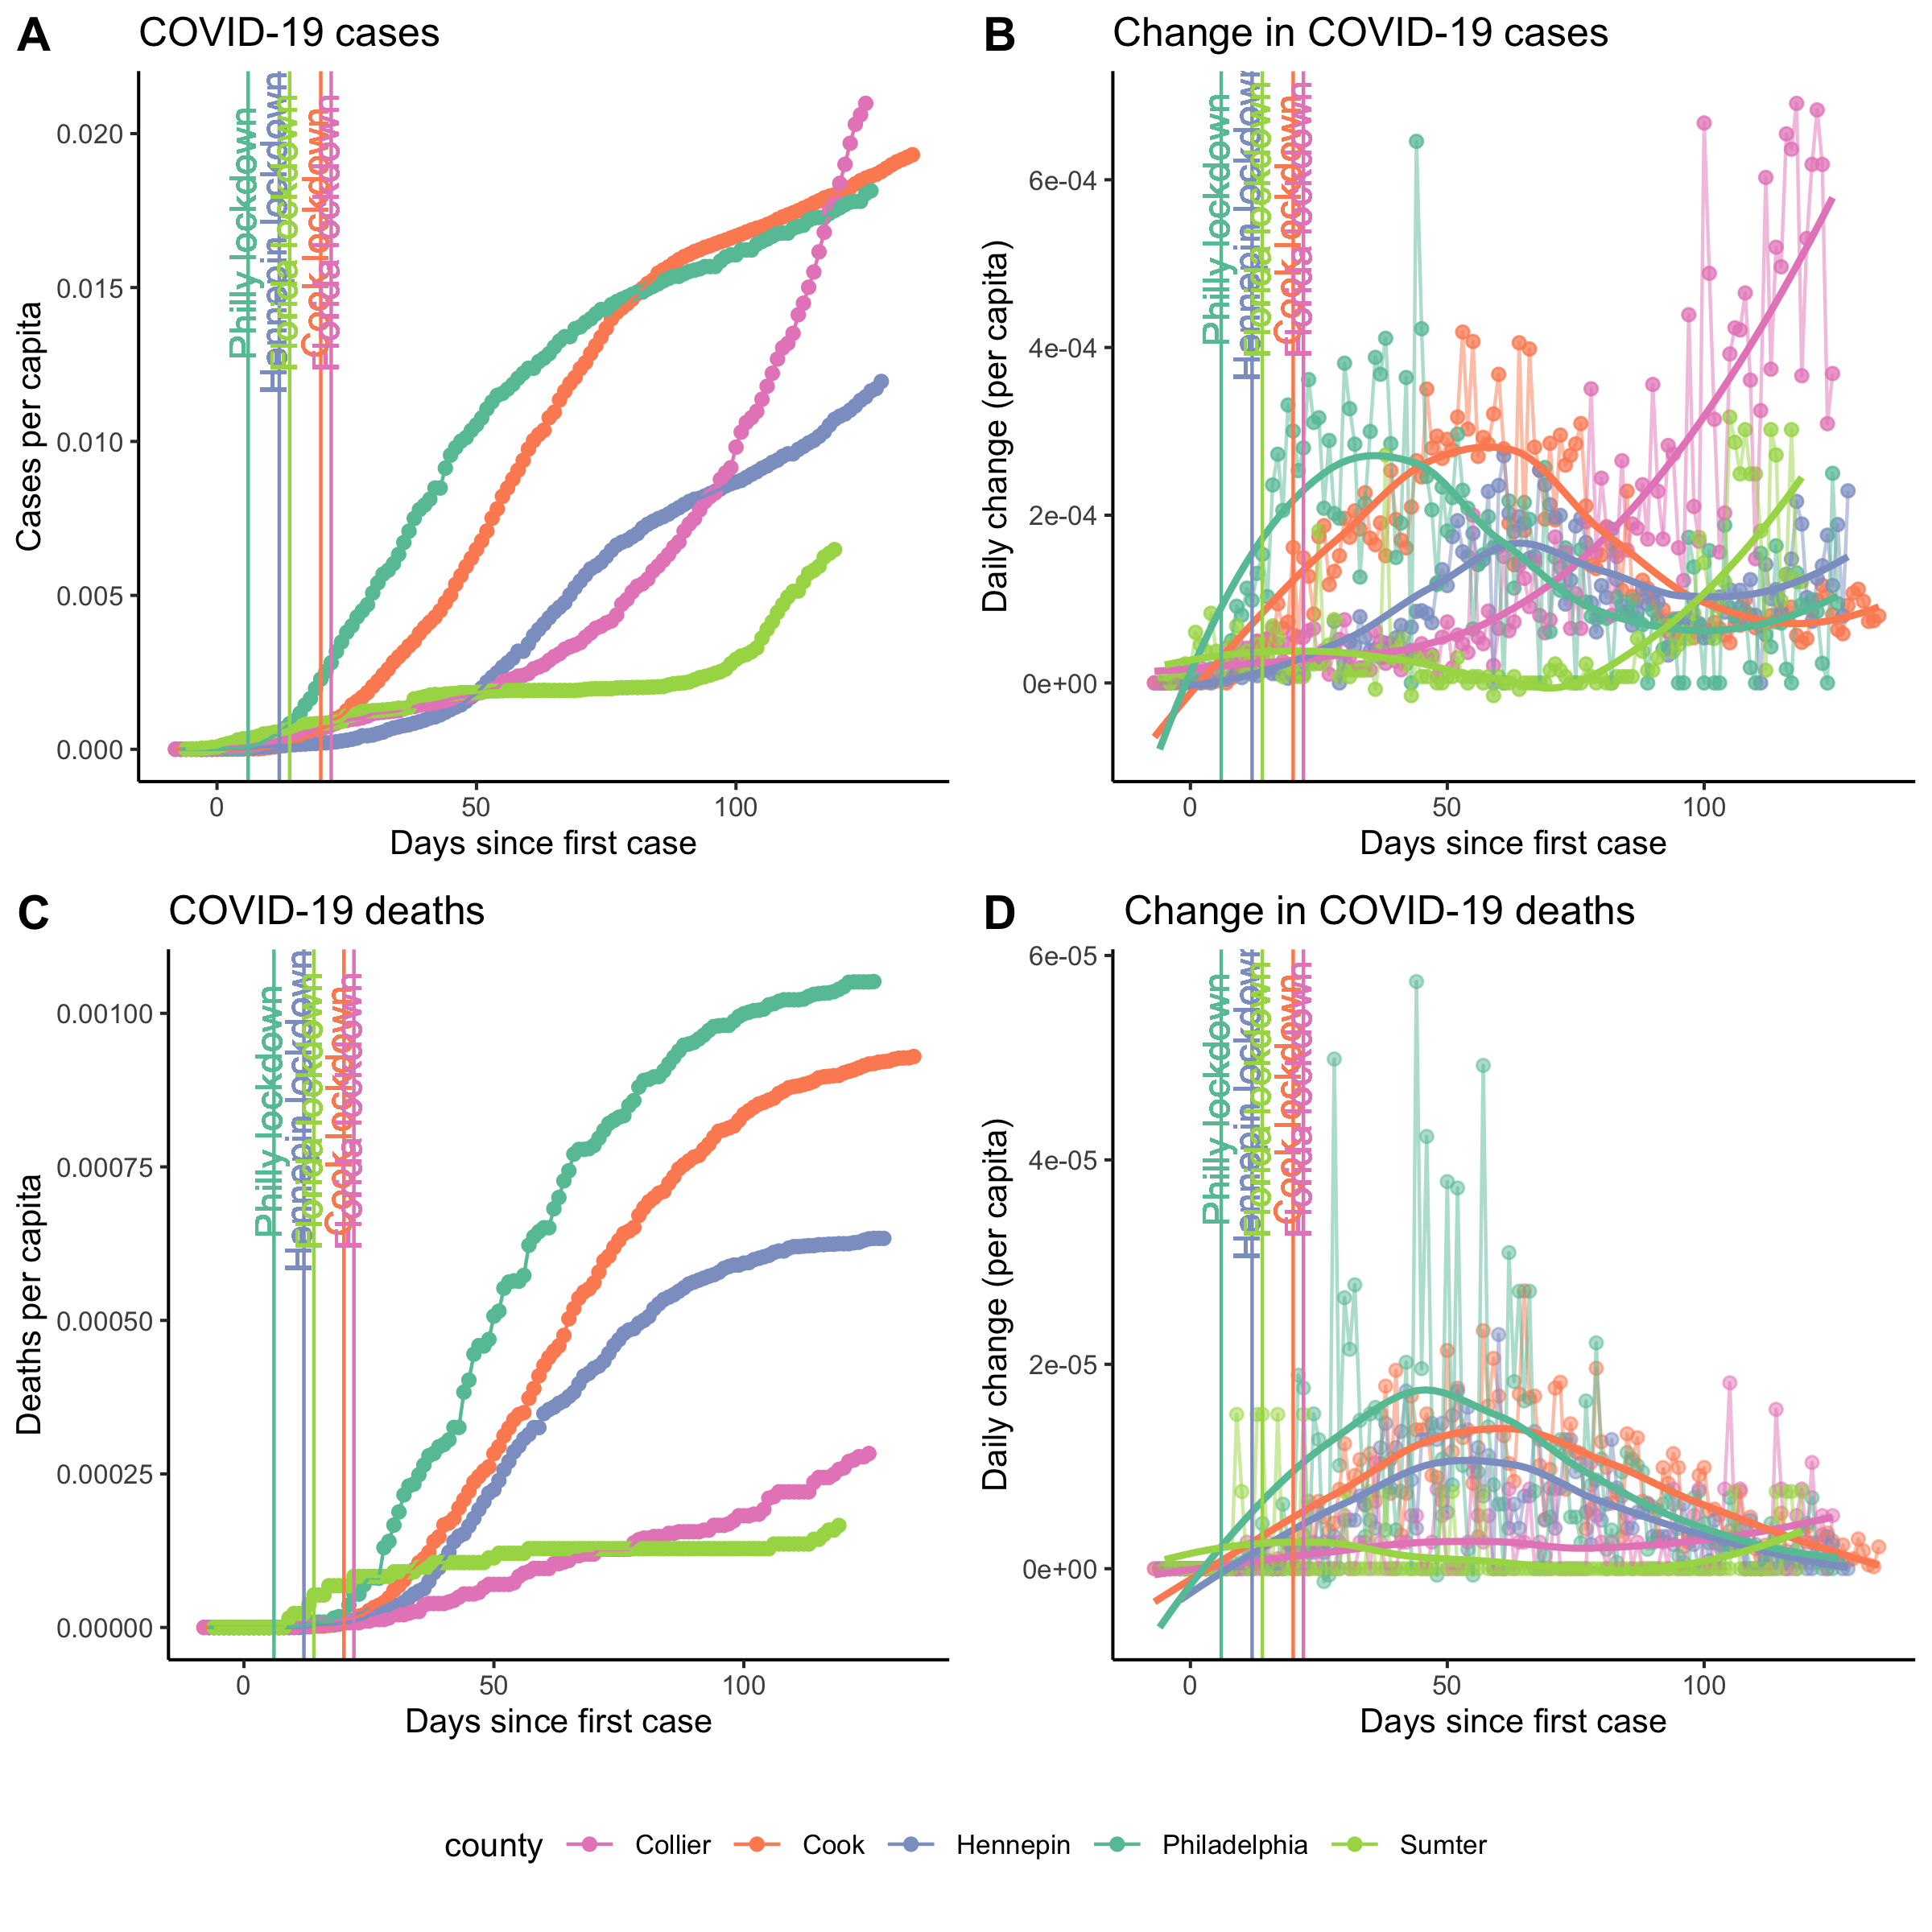 A COVID-19 cases
Cases per capita
0.020
0.015
0.010
0.005
0.000
Philly lockdown
Hennepin lockdown
Florida lockdown
Cook lockdown
Florida lockdown
0 50 100
Days since first case
B Change in COVID-19 cases
Daily change (per capita)
6e-04
4e-04
2e-04
0e+00
Philly lockdown
Hennepin lockdown
Florida lockdown
Cook lockdown
Florida lockdown
0 50 100
Days since first case
C COVID-19 deaths
Deaths per capita
0.00100
0.00075
0.00050
0.00025
0.00000
Philly lockdown
Hennepin lockdown
Florida lockdown
Cook lockdown
Florida lockdown
0 50 100
Days since first case
D Change in COVID-19 deaths
Daily change (per capita)
6e-05
4e-05
2e-05
0e+00
Philly lockdown
Hennepin lockdown
Florida lockdown
Cook lockdown
Florida lockdown
0 50 100
Days since first case
county Collier Cook Hennepin Philadelphia Sumter